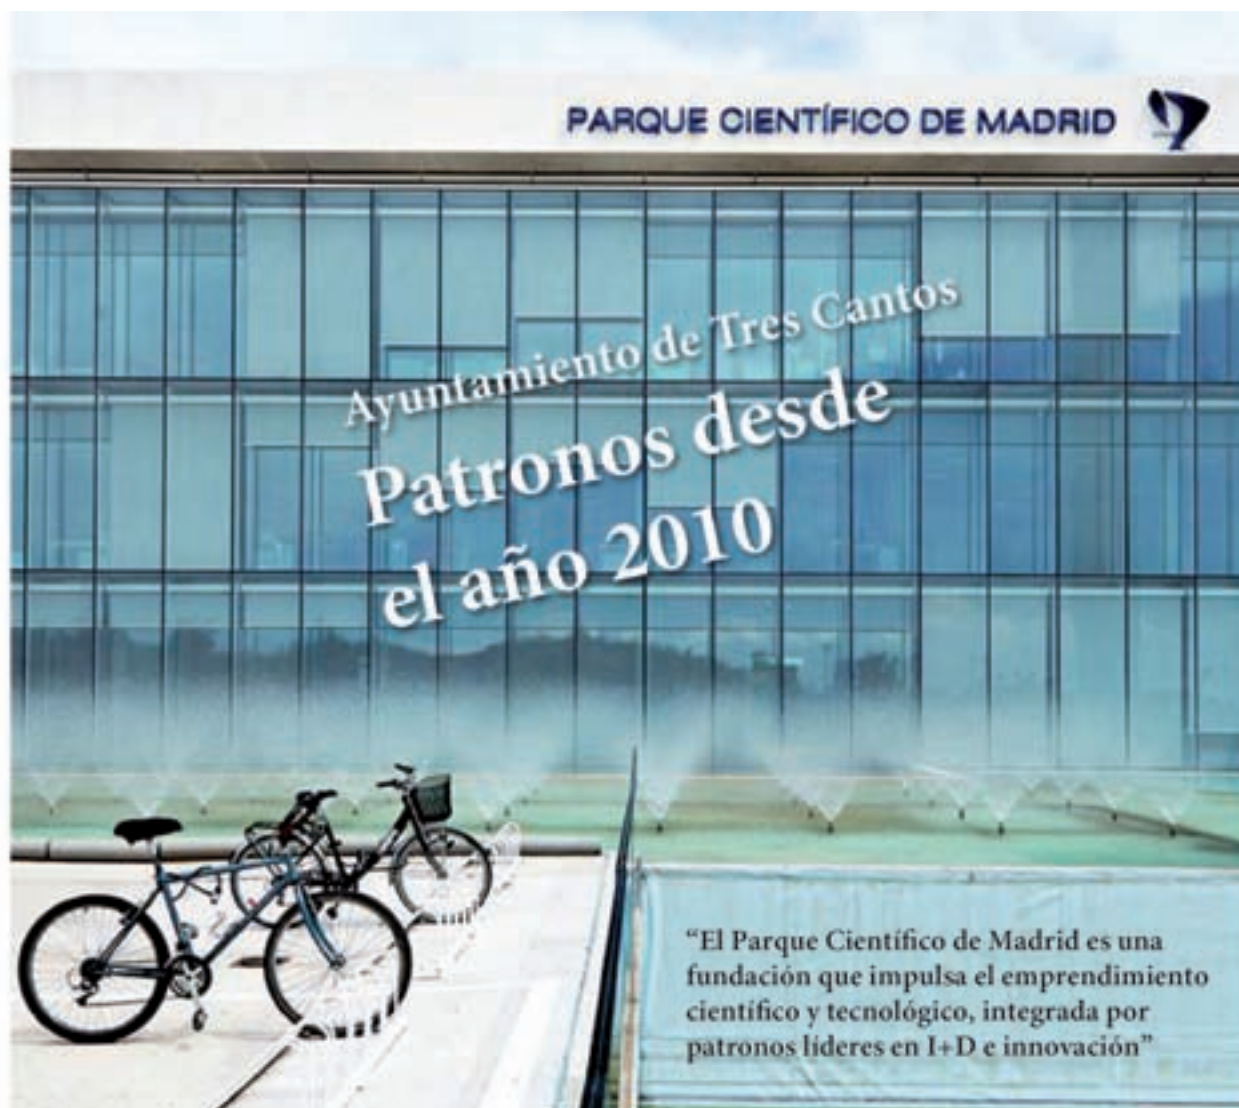 PARQUE CIENTÍFICO DE MADRID
Ayuntamiento de Tres Cantos
Patronos desde
el año 2010
“El Parque Científico de Madrid es una
fundación que impulsa el emprendimiento
científico y tecnológico, integrada por
patronos líderes en I+D e innovación”